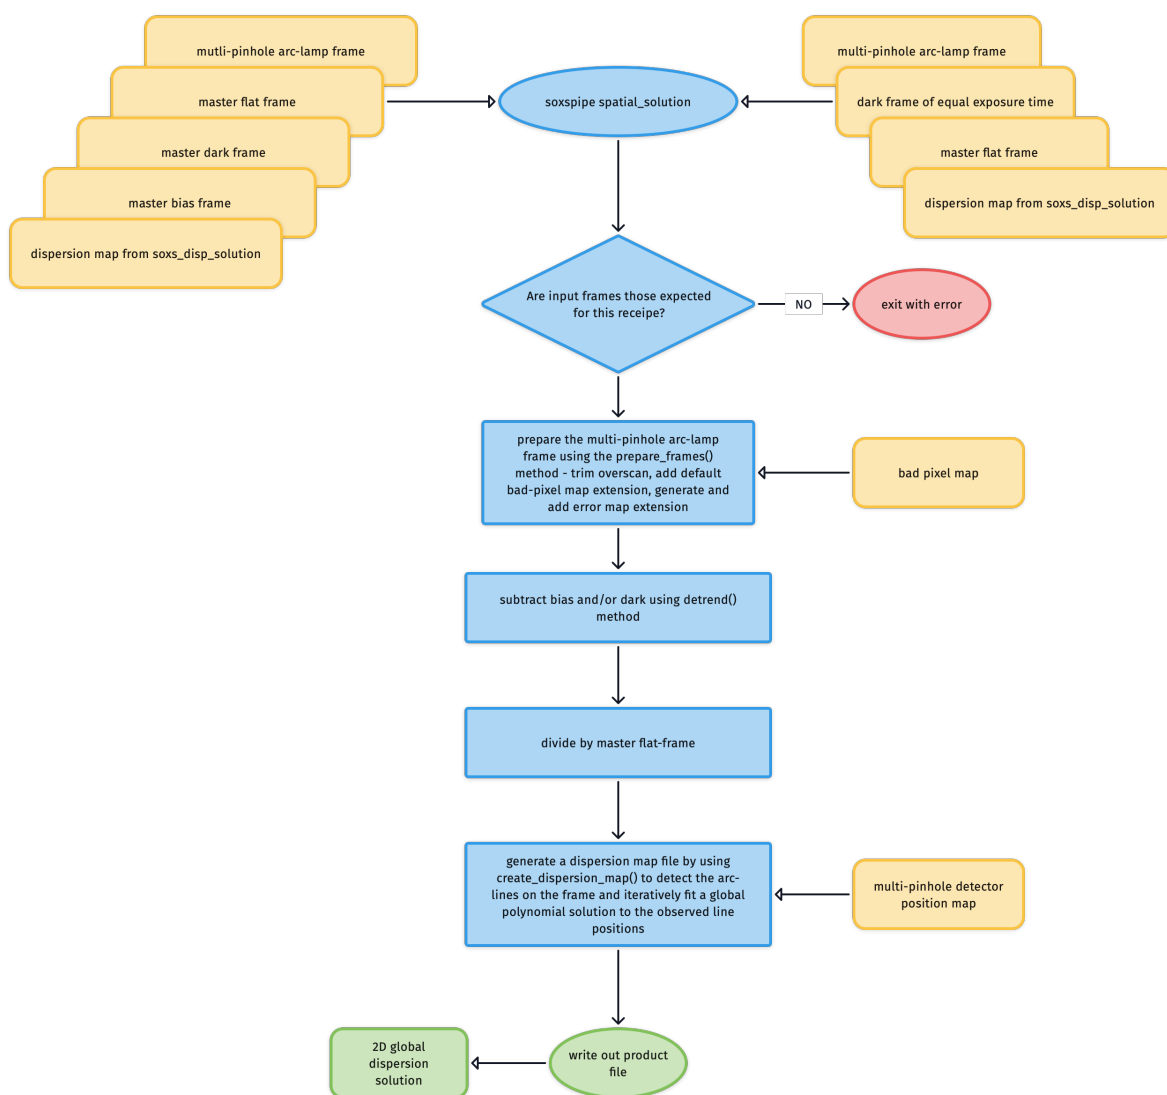 mutli-pinhole arc-lamp frame
master flat frame
master dark frame
master bias frame
dispersion map from soxs_disp_solution
soxspipe spatial_solution
multi-pinhole arc-lamp frame
dark frame of equal exposure time
master flat frame
dispersion map from soxs_disp_solution
Are input frames those expected
for this receipe?
NO
exit with error
prepare the multi-pinhole arc-lamp
frame using the prepare_frames()
method - trim overscan, add default
bad-pixel map extension, generate and
add error map extension
bad pixel map
subtract bias and/or dark using detrend()
method
divide by master flat-frame
generate a dispersion map file by using
create_dispersion_map() to detect the arc-
lines on the frame and iteratively fit a global
polynomial solution to the observed line
positions
multi-pinhole detector
position map
write out product
file
2D global
dispersion
solution